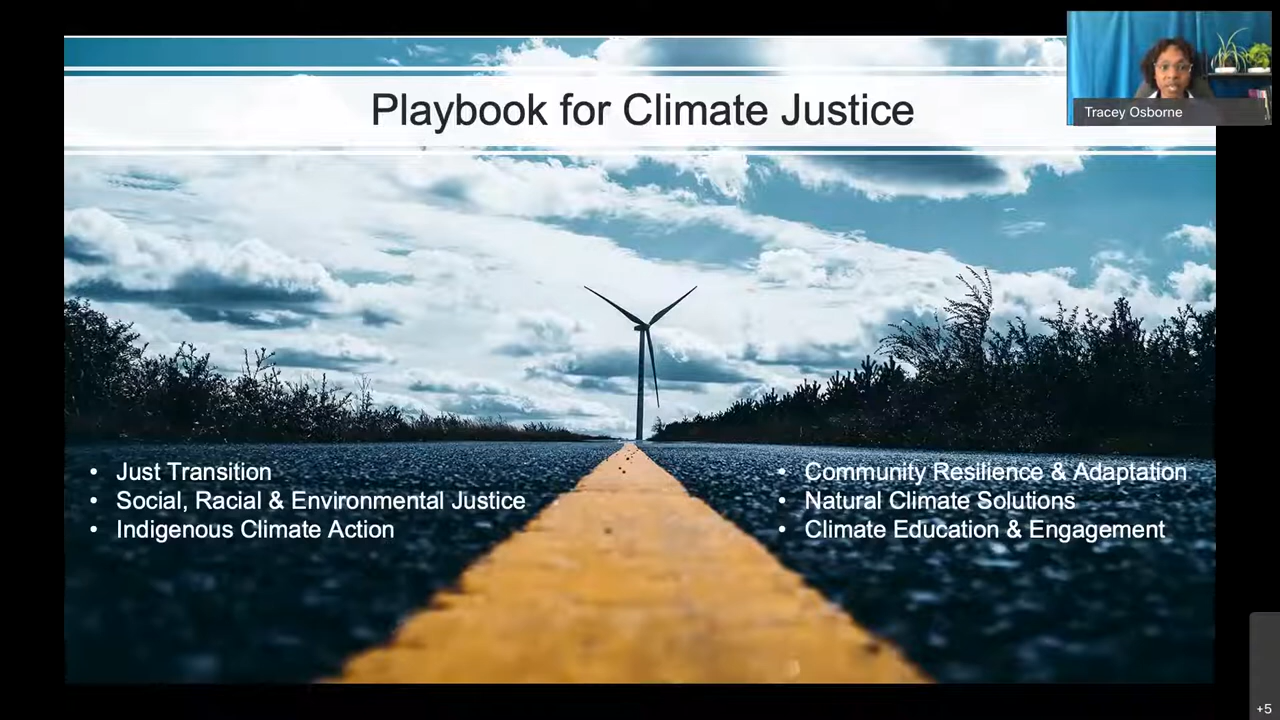 Playbook for Climate Justice
Tracey Osborne
• Just Transition
• Social, Racial & Environmental Justice
• Indigenous Climate Action
• Community Resilience & Adaptation
• Natural Climate Solutions
• Climate Education & Engagement
+5